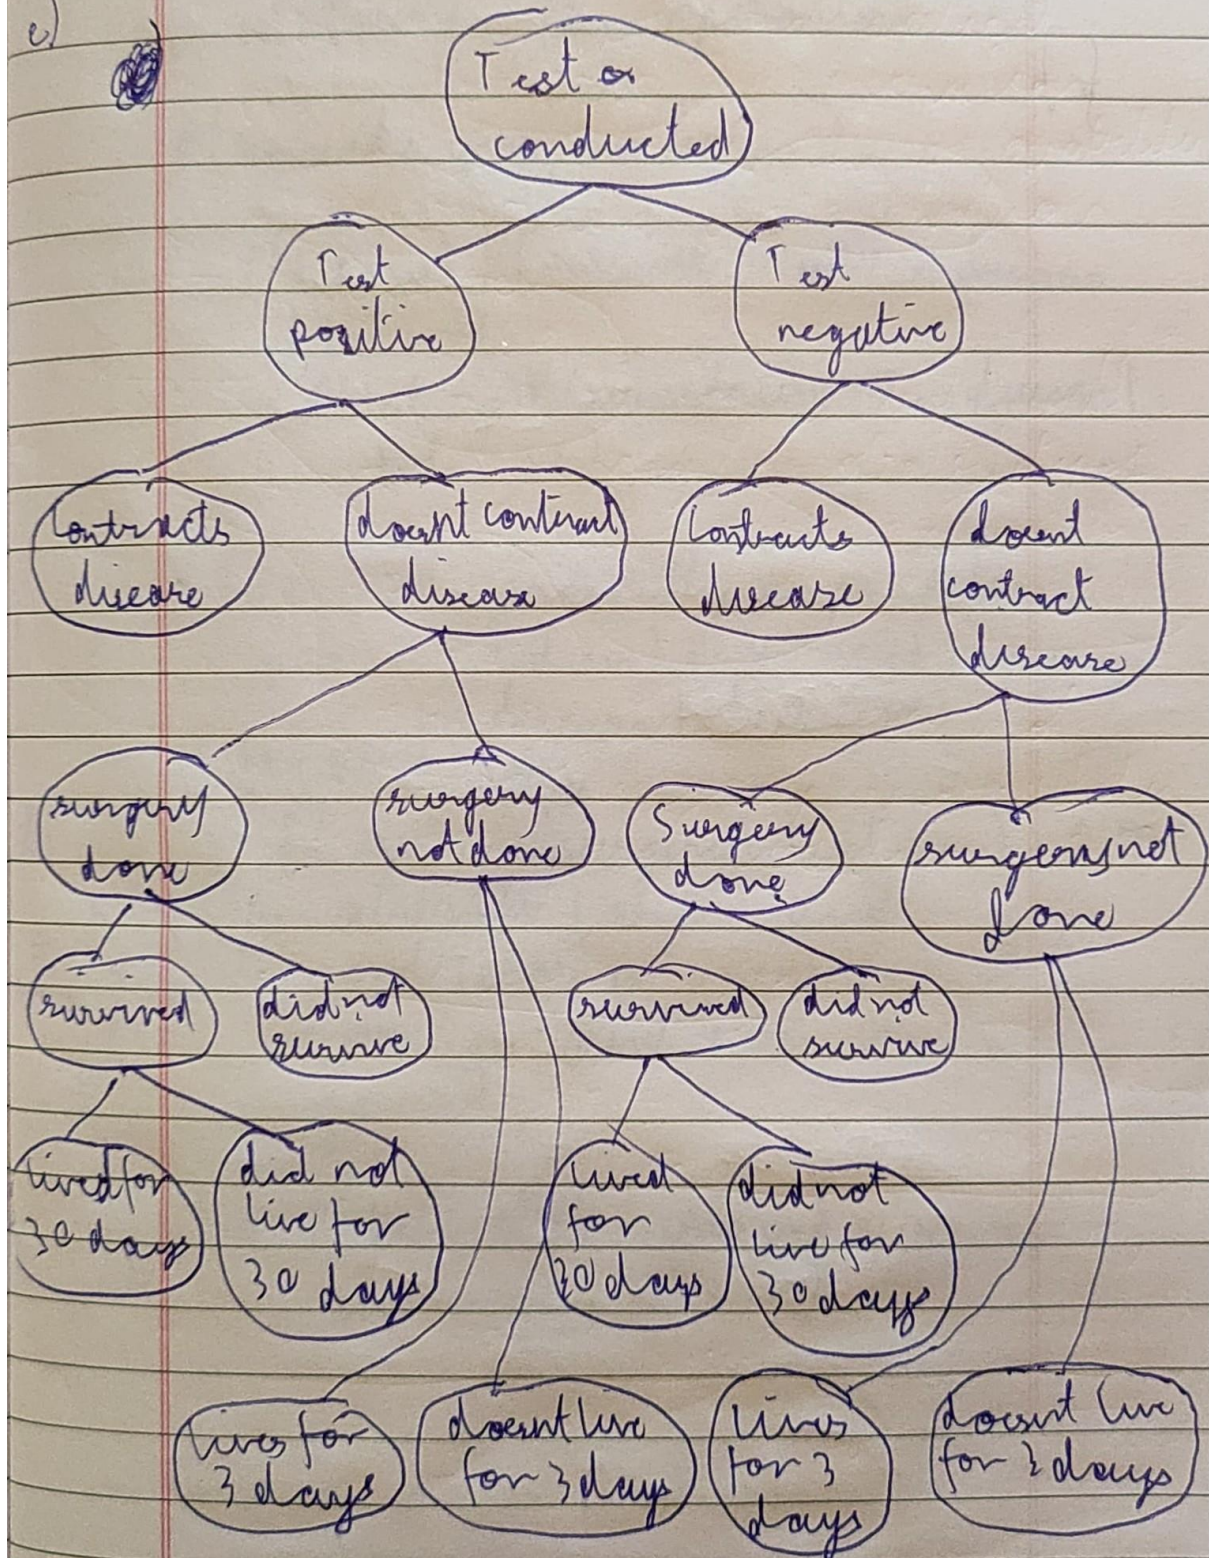 e)
Test
conducted
Test
positive
Test
negative
Contracts
disease
doesnt contract
disease
Contracts
disease
doesnt
contract
disease
surgery
done
surgery
not done
Surgery
done
surgery not
done
survived
did not
survive
survived
did not
survive
lived for
30 days
did not
live for
30 days
lived
for
30 days
did not
live for
30 days
lives for
3 days
doesnt live
for 3 days
lives
for 3
days
doesnt live
for 3 days